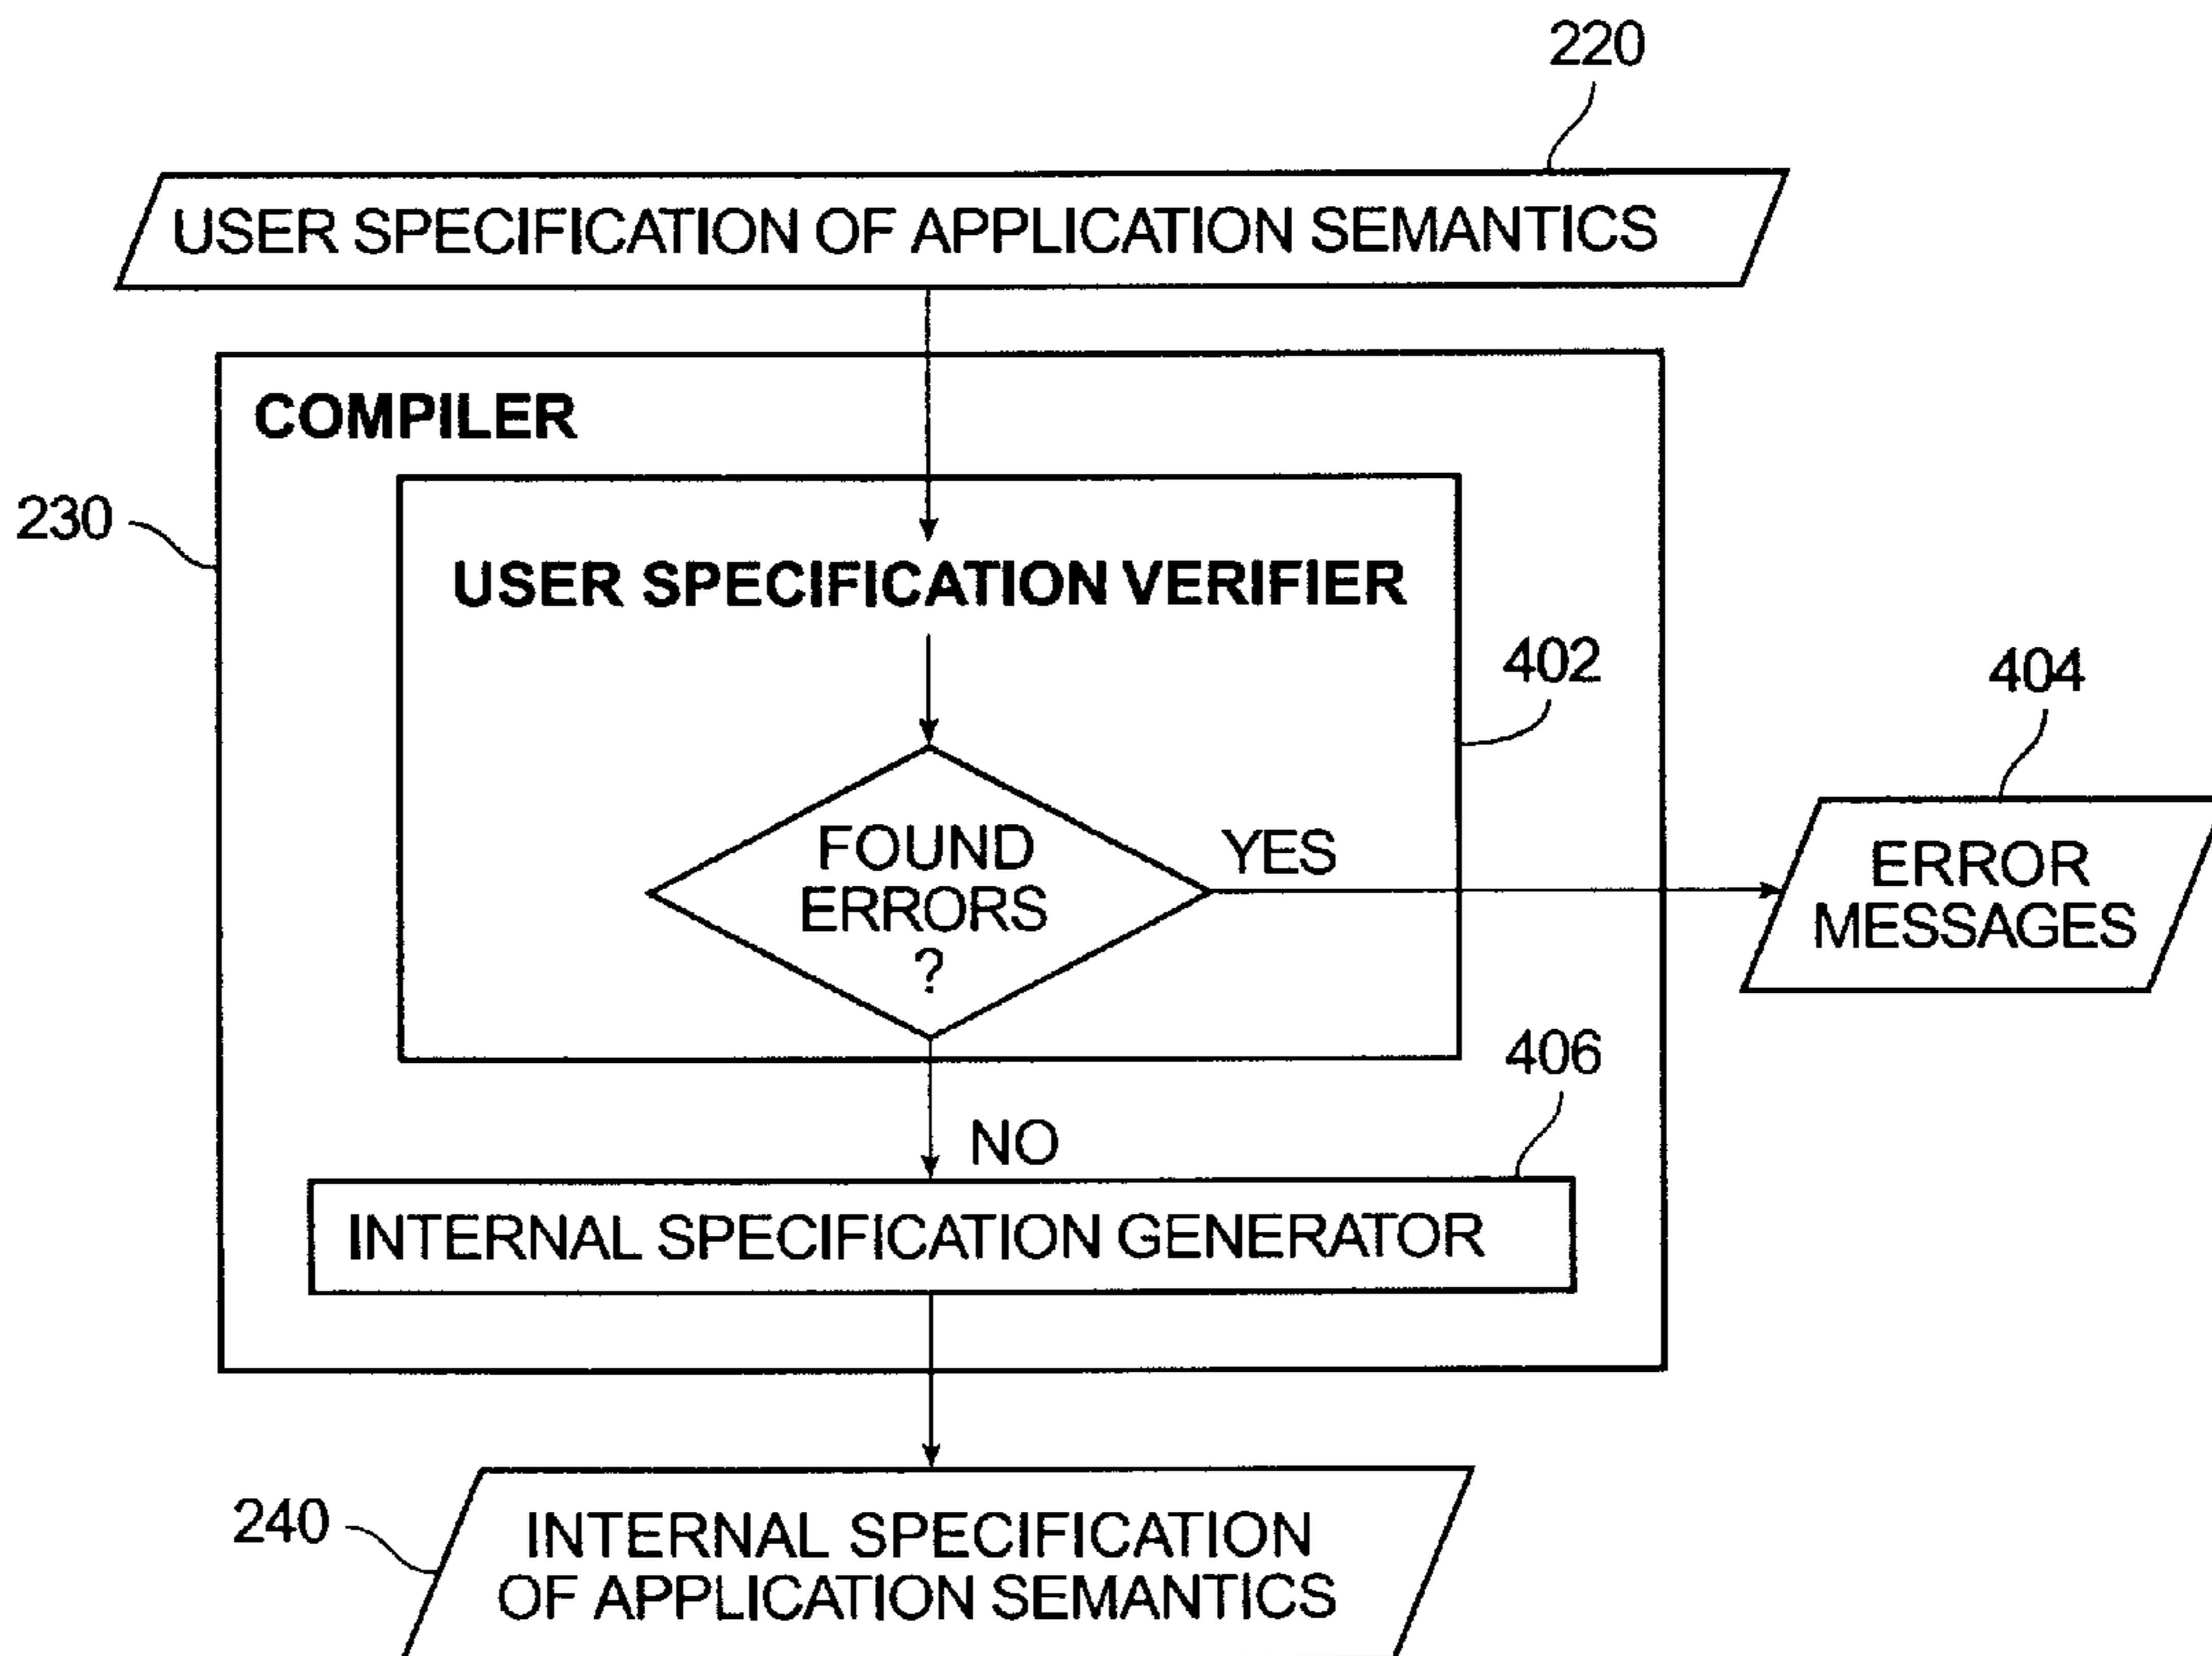 220
USER SPECIFICATION OF APPLICATION SEMANTICS
COMPILER
230
USER SPECIFICATION VERIFIER
402
404
FOUND
ERRORS
?
YES
ERROR
MESSAGES
406
NO
INTERNAL SPECIFICATION GENERATOR
240
INTERNAL SPECIFICATION
OF APPLICATION SEMANTICS